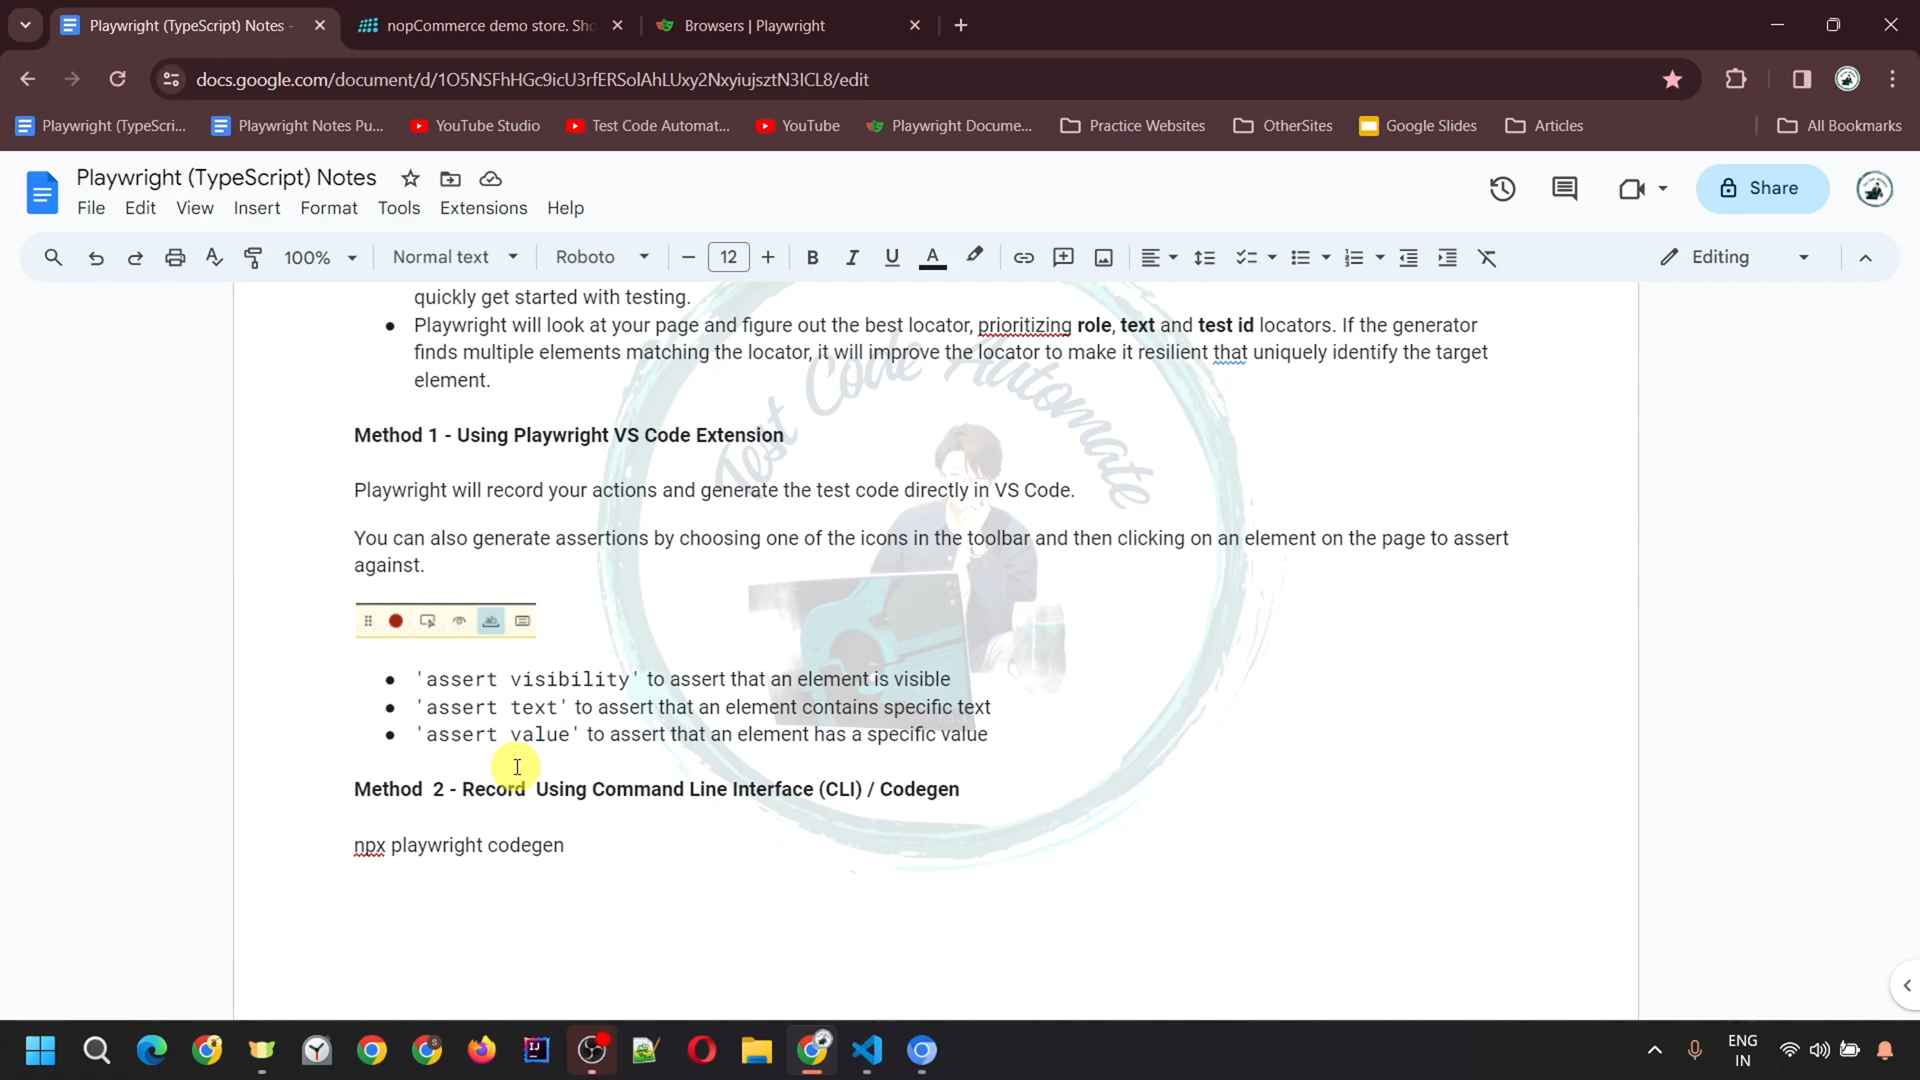 Playwright (TypeScript) Notes -
nopCommerce demo store. Sho
Browsers | Playwright
docs.google.com/document/d/1O5NSFhHGc9icU3rfERSolAhLUxy2NxyiujsztN3ICL8/edit
Playwright (TypeScri...
Playwright Notes Pu...
YouTube Studio
Test Code Automat...
YouTube
Playwright Docume...
Practice Websites
OtherSites
Google Slides
Articles
All Bookmarks
Playwright (TypeScript) Notes
Share
File Edit View Insert Format Tools Extensions Help
100% Normal text Roboto 12 B I U A Editing
quickly get started with testing.
● Playwright will look at your page and figure out the best locator, prioritizing role, text and test id locators. If the generator
finds multiple elements matching the locator, it will improve the locator to make it resilient that uniquely identify the target
element.
Test Code Automate
Method 1 - Using Playwright VS Code Extension
Playwright will record your actions and generate the test code directly in VS Code.
You can also generate assertions by choosing one of the icons in the toolbar and then clicking on an element on the page to assert
against.
ab
● 'assert visibility' to assert that an element is visible
● 'assert text' to assert that an element contains specific text
● 'assert value' to assert that an element has a specific value
Method  2 - Record  Using Command Line Interface (CLI) / Codegen
npx playwright codegen
ENG
IN